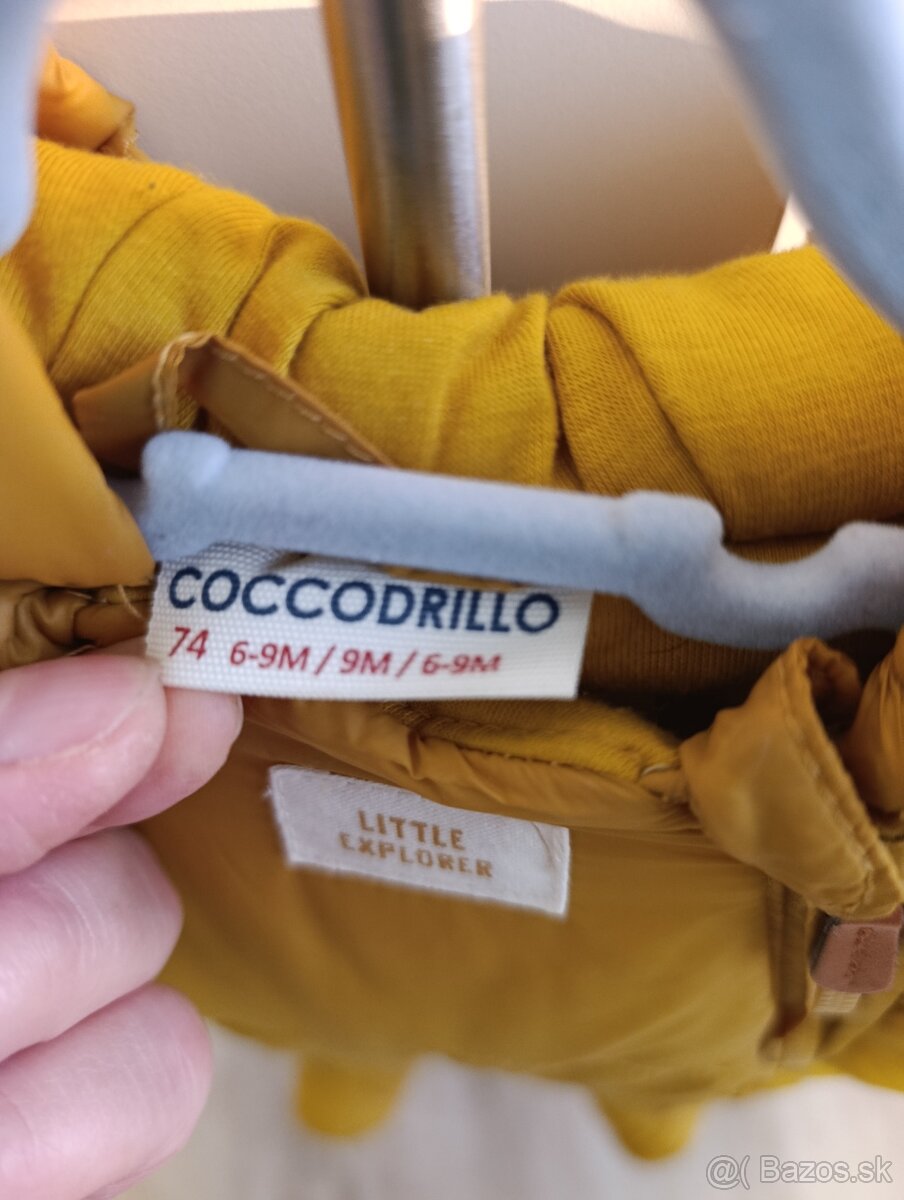 COCCODRILLO
74 6-9M / 9M / 6-9M
LITTLE
EXPLORER
@( Bazos.sk